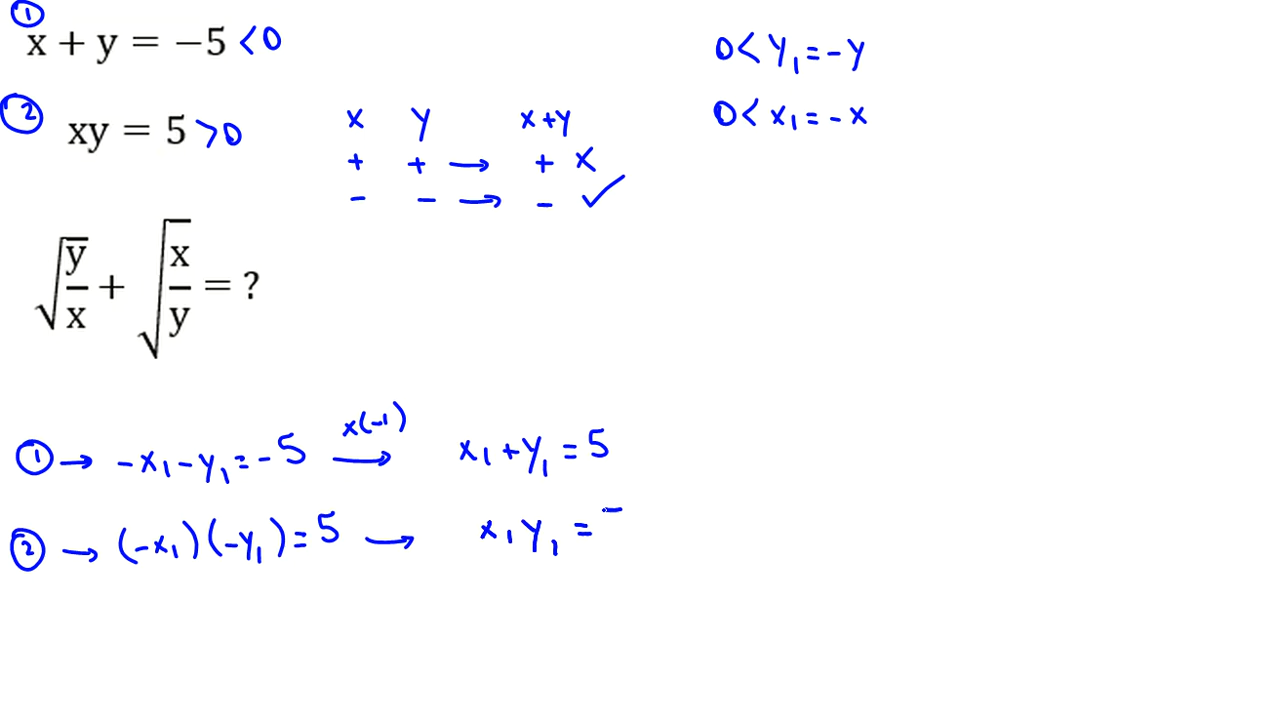 ①
x + y = −5 < 0
0 < y₁ = -y
②
xy = 5 > 0
x y x+y
0 < x₁ = -x
+ + → + ×
- - → - ✓
√(y/x) + √(x/y) = ?
① → -x₁ - y₁ = -5 →^{x(-1)} x₁ + y₁ = 5
② → (-x₁)(-y₁) = 5 → x₁y₁ =